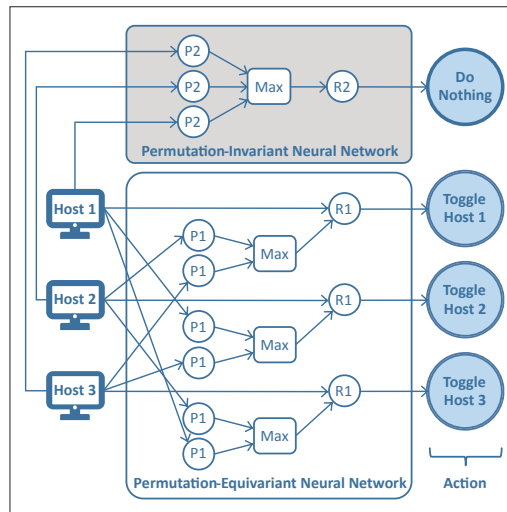 P2
P2
Max
R2
Do
Nothing
P2
Permutation-Invariant Neural Network
Host 1
R1
Toggle
Host 1
P1
Max
P1
Host 2
R1
Toggle
Host 2
P1
Max
P1
Host 3
R1
Toggle
Host 3
P1
Max
P1
Permutation-Equivariant Neural Network
Action